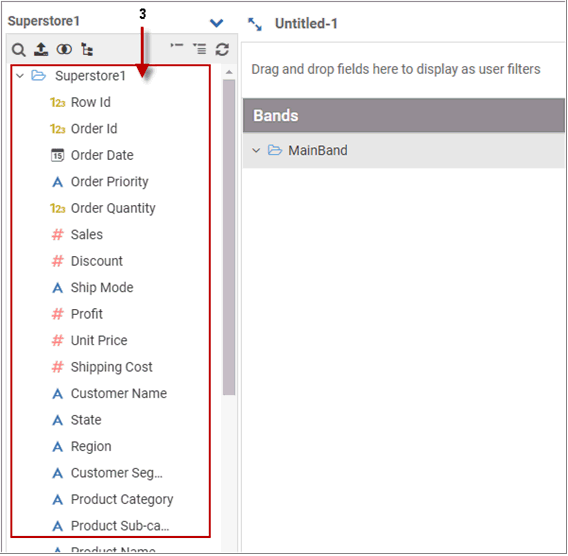 Superstore1
3
Untitled-1
Superstore1
123 Row Id
123 Order Id
15 Order Date
A Order Priority
123 Order Quantity
# Sales
# Discount
A Ship Mode
# Profit
# Unit Price
# Shipping Cost
A Customer Name
A State
A Region
A Customer Seg...
A Product Category
A Product Sub-ca...
A Product Name
Drag and drop fields here to display as user filters
Bands
MainBand